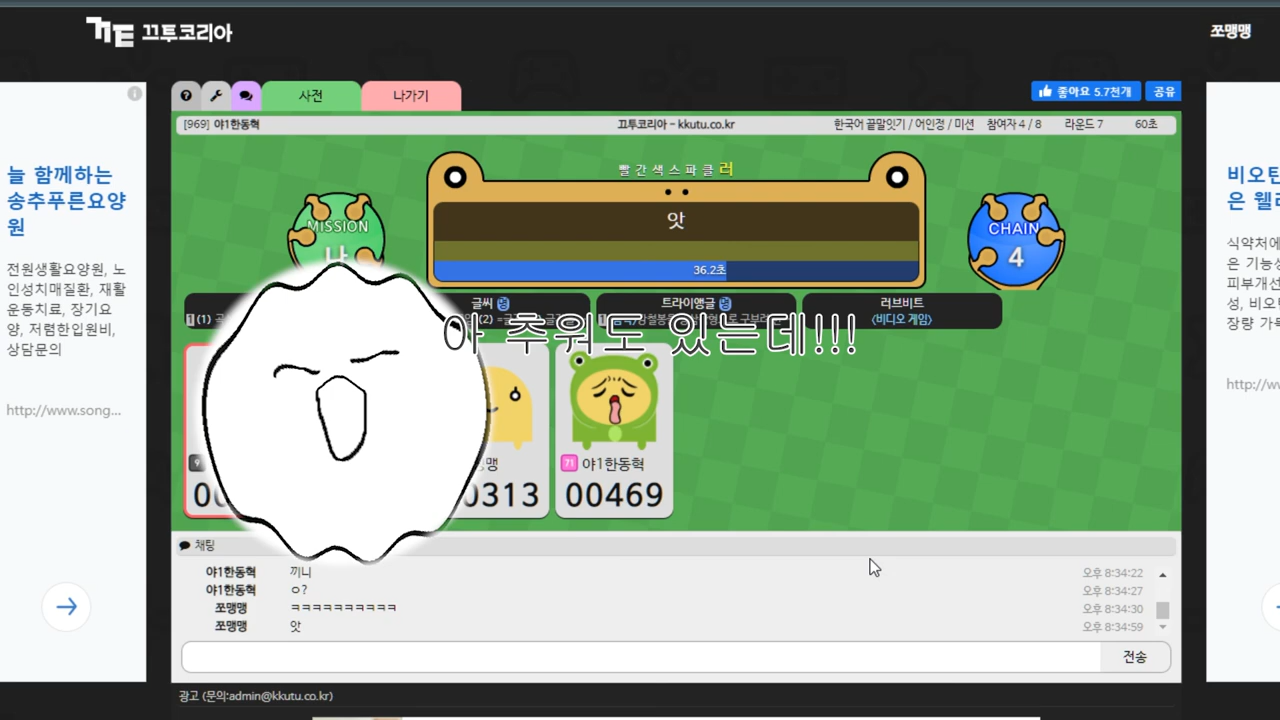 끄투코리아
쪼맹맹
사전
나가기
좋아요 5.7천개
공유
[969] 야1한동혁
끄투코리아 - kkutu.co.kr
한국어 끝말잇기 / 어인정 / 미션
참여자 4 / 8
라운드 7
60초
빨간색스파클러
MISSION
나
앗
36.2초
CHAIN
4
글씨 명
트라이앵글 명
러브비트
<비디오 게임>
아 추워도 있는데!!!
맹
0313
71 야1한동혁
00469
채팅
야1한동혁 끼니 오후 8:34:22
야1한동혁 ㅇ? 오후 8:34:27
쪼맹맹 ㅋㅋㅋㅋㅋㅋㅋㅋㅋㅋ 오후 8:34:30
쪼맹맹 앗 오후 8:34:59
전송
광고 (문의:admin@kkutu.co.kr)
늘 함께하는
송추푸른요양
원
전원생활요양원, 노
인성치매질환, 재활
운동치료, 장기요
양, 저렴한입원비,
상담문의
http://www.song...
비오틴
은 웰
식약처에
은 기능성
피부개선
성, 비오
장량 가
http://ww